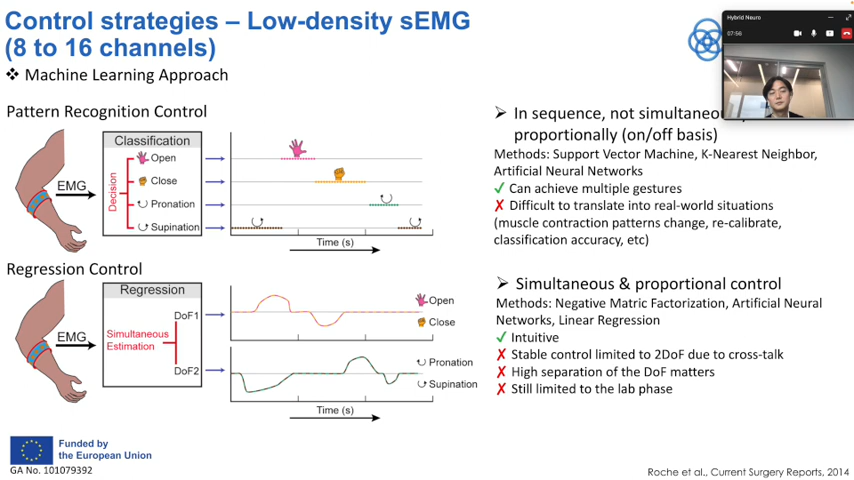 Control strategies – Low-density sEMG
(8 to 16 channels)
❖ Machine Learning Approach
Hybrid Neuro
07:56
Pattern Recognition Control
Classification
Decision
Open
Close
Pronation
Supination
EMG
Time (s)
➢ In sequence, not simultaneou
proportionally (on/off basis)
Methods: Support Vector Machine, K-Nearest Neighbor,
Artificial Neural Networks
✓ Can achieve multiple gestures
✗ Difficult to translate into real-world situations
(muscle contraction patterns change, re-calibrate,
classification accuracy, etc)
Regression Control
Regression
DoF1
Simultaneous
Estimation
DoF2
EMG
Open
Close
Pronation
Supination
Time (s)
➢ Simultaneous & proportional control
Methods: Negative Matric Factorization, Artificial Neural
Networks, Linear Regression
✓ Intuitive
✗ Stable control limited to 2DoF due to cross-talk
✗ High separation of the DoF matters
✗ Still limited to the lab phase
Funded by
the European Union
GA No. 101079392
Roche et al., Current Surgery Reports, 2014